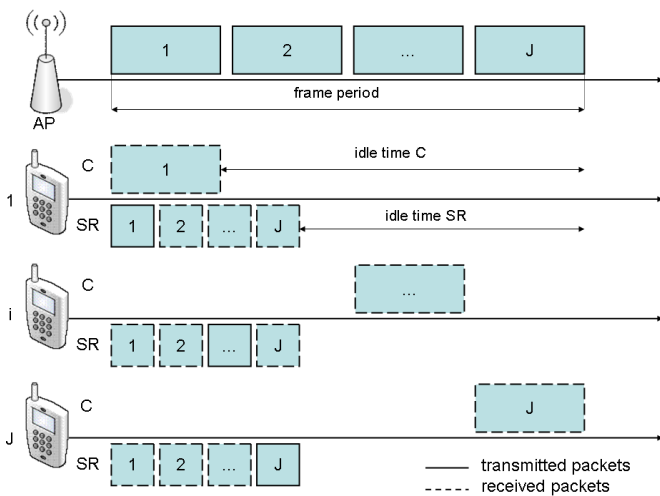 1 2 ... J
frame period
AP
C 1 idle time C
1
SR 1 2 ... J idle time SR
C ...
i
SR 1 2 ... J
C J
J
SR 1 2 ... J
transmitted packets
received packets